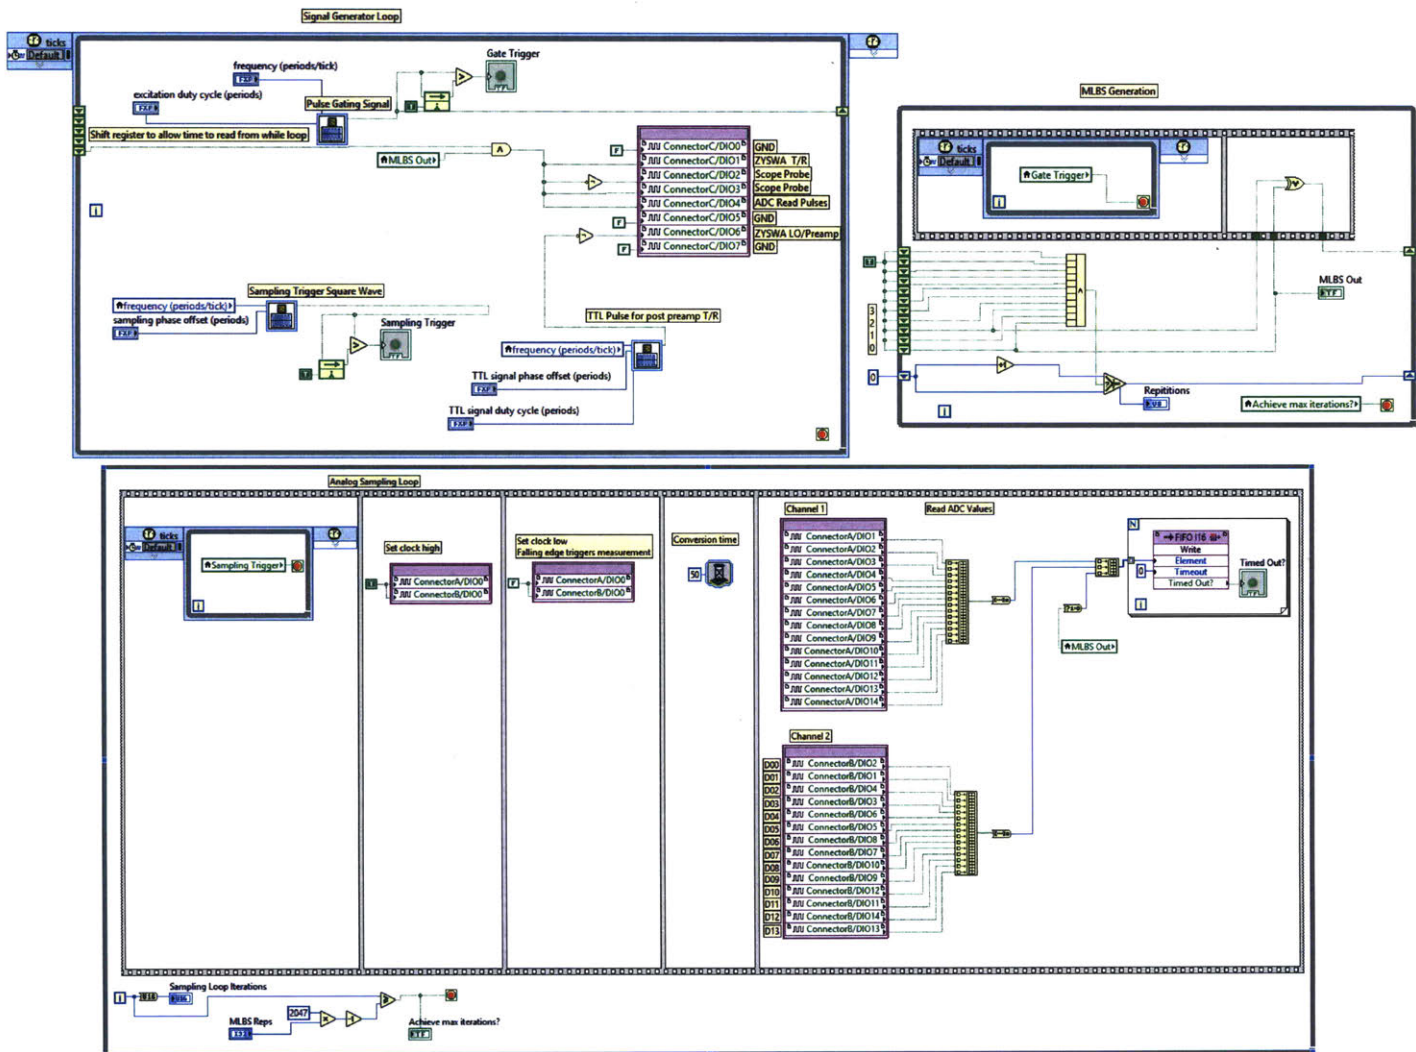 Signal Generator Loop
ticks
Default
frequency (periods/tick)
Gate Trigger
excitation duty cycle (periods)
Pulse Gating Signal
Shift register to allow time to read from while loop
MLBS Out
F
ConnectorC/DIO0 GND
ConnectorC/DIO1 ZYSWA T/R
ConnectorC/DIO2 Scope Probe
ConnectorC/DIO3 Scope Probe
ConnectorC/DIO4 ADC Read Pulses
F ConnectorC/DIO5 GND
ConnectorC/DIO6 ZYSWA LO/Preamp
F ConnectorC/DIO7 GND
i
Sampling Trigger Square Wave
frequency (periods/tick)
sampling phase offset (periods)
Sampling Trigger
TTL Pulse for post preamp T/R
frequency (periods/tick)
TTL signal phase offset (periods)
TTL signal duty cycle (periods)
MLBS Generation
ticks
Default
Gate Trigger
i
MLBS Out
TF
3
2
1
0
0
Repititions
i
Achieve max iterations?
Analog Sampling Loop
ticks
Default
Sampling Trigger
i
Set clock high
ConnectorA/DIO0
ConnectorB/DIO0
Set clock low
Falling edge triggers measurement
F
ConnectorA/DIO0
ConnectorB/DIO0
Conversion time
50
Channel 1
Read ADC Values
ConnectorA/DIO1
ConnectorA/DIO2
ConnectorA/DIO3
ConnectorA/DIO4
ConnectorA/DIO5
ConnectorA/DIO6
ConnectorA/DIO7
ConnectorA/DIO8
ConnectorA/DIO9
ConnectorA/DIO10
ConnectorA/DIO11
ConnectorA/DIO12
ConnectorA/DIO13
ConnectorA/DIO14
N
FIFO I16
Write
Element
0 Timeout
Timed Out?
Timed Out?
i
MLBS Out
Channel 2
D00 ConnectorB/DIO2
D01 ConnectorB/DIO1
D02 ConnectorB/DIO4
D03 ConnectorB/DIO3
D04 ConnectorB/DIO6
D05 ConnectorB/DIO5
D06 ConnectorB/DIO8
D07 ConnectorB/DIO7
D08 ConnectorB/DIO10
D09 ConnectorB/DIO9
D10 ConnectorB/DIO12
D11 ConnectorB/DIO11
D12 ConnectorB/DIO14
D13 ConnectorB/DIO13
i
U16
Sampling Loop Iterations
U16
2047
MLBS Reps
Achieve max iterations?
TF